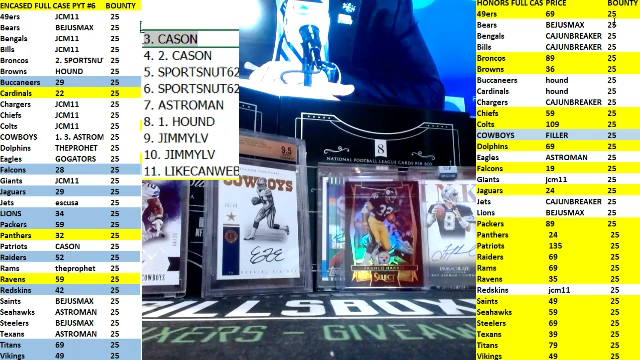 ENCASED FULL CASE PYT #6 BOUNTY
49ers JCM11 25
Bears BEJUSMAX 25
Bengals JCM11 25
Bills JCM11 25
Broncos 2. SPORTSNU 25
Browns HOUND 25
Buccaneers 29 25
Cardinals 22 25
Chargers JCM11 25
Chiefs JCM11 25
Colts JCM11 25
COWBOYS 1. 3. ASTROM 25
Dolphins THEPROPHET 25
Eagles GOGATORS 25
Falcons 28 25
Giants JCM11 25
Jaguars 29 25
Jets escusa 25
LIONS 34 25
Packers 59 25
Panthers 32 25
Patriots CASON 25
Raiders 52 25
Rams theprophet 25
Ravens 59 25
Redskins 42 25
Saints BEJUSMAX 25
Seahawks ASTROMAN 25
Steelers BEJUSMAX 25
Texans ASTROMAN 25
Titans 69 25
Vikings 49 25
3. CASON
4. 2. CASON
5. SPORTSNUT62
6. SPORTSNUT62
7. ASTROMAN
8. 1. HOUND
9. JIMMYLV
10. JIMMYLV
11. LIKECANWEB
8
NATIONAL FOOTBALL LEAGUE CARDS PER BOX
9.5
COWBOYS
COWBOYS
FRANCO HARRIS
SELECT
IMMACULATE
LLSBO
KERS - GIVEAW
HONORS FULL CAS PRICE BOUNTY
49ers 69 25
Bears BEJUSMAX 25
Bengals CAJUNBREAKER 25
Bills CAJUNBREAKER 25
Broncos 89 25
Browns 36 25
Buccaneers hound 25
Cardinals hound 25
Chargers CAJUNBREAKER 25
Chiefs 59 25
Colts 109 25
COWBOYS FILLER 25
Dolphins 69 25
Eagles ASTROMAN 25
Falcons 19 25
Giants jcm11 25
Jaguars 24 25
Jets CAJUNBREAKER 25
Lions BEJUSMAX 25
Packers 89 25
Panthers 24 25
Patriots 135 25
Raiders 69 25
Rams 69 25
Ravens 35 25
Redskins jcm11 25
Saints 49 25
Seahawks 59 25
Steelers 69 25
Texans 39 25
Titans 79 25
Vikings 49 25